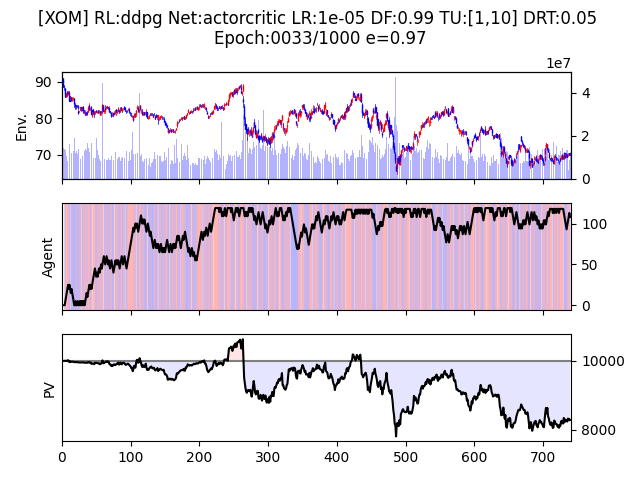 [XOM] RL:ddpg Net:actorcritic LR:1e-05 DF:0.99 TU:[1,10] DRT:0.05
Epoch:0033/1000 e=0.97
1e7
90
80
70
Env.
4
2
0
Agent
100
50
0
PV
10000
8000
0 100 200 300 400 500 600 700